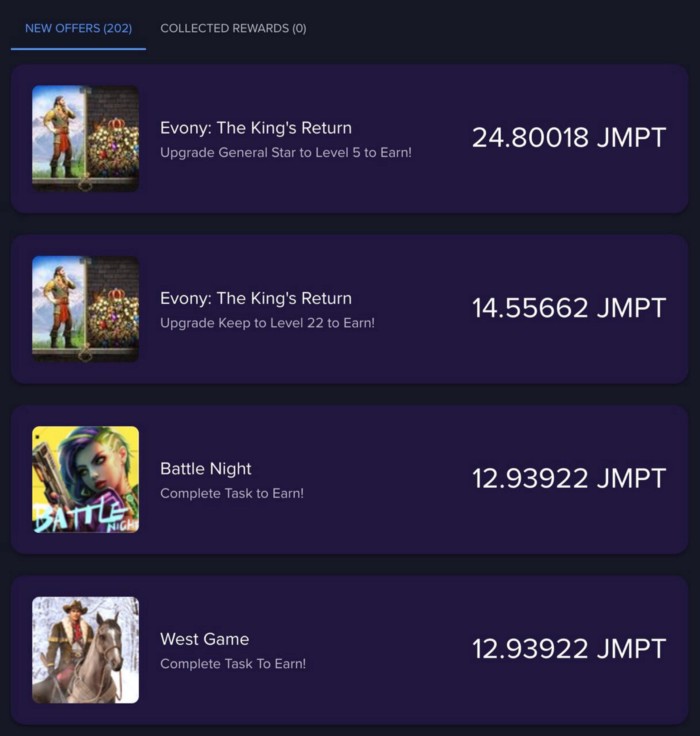 NEW OFFERS (202)
COLLECTED REWARDS (0)
Evony: The King's Return
Upgrade General Star to Level 5 to Earn!
24.80018 JMPT
Evony: The King's Return
Upgrade Keep to Level 22 to Earn!
14.55662 JMPT
BATTLE
NIGHT
Battle Night
Complete Task to Earn!
12.93922 JMPT
West Game
Complete Task To Earn!
12.93922 JMPT